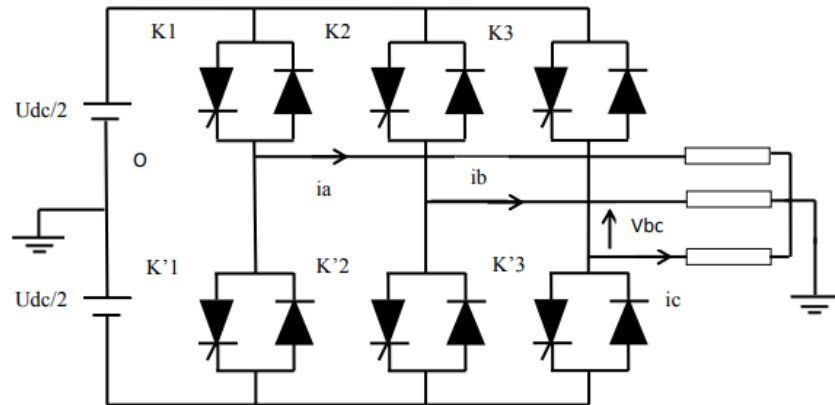 K1 K2 K3
Udc/2
O
ia ib
Vbc
K'1 K'2 K'3
Udc/2
ic